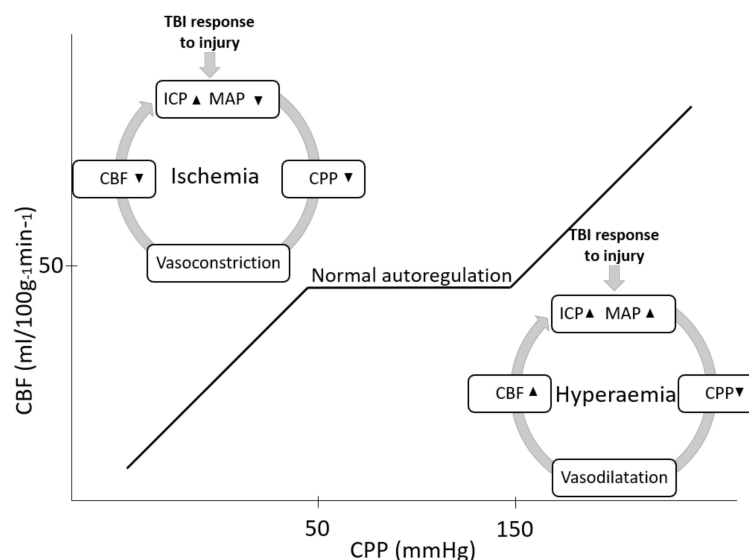 TBI response
to injury
ICP ▲ MAP ▼
CBF ▼
Ischemia
CPP ▼
Vasoconstriction
50
Normal autoregulation
TBI response
to injury
ICP▲ MAP ▲
CBF ▲
Hyperaemia
CPP▼
Vasodilatation
CBF (ml/100g-1min-1)
50
150
CPP (mmHg)